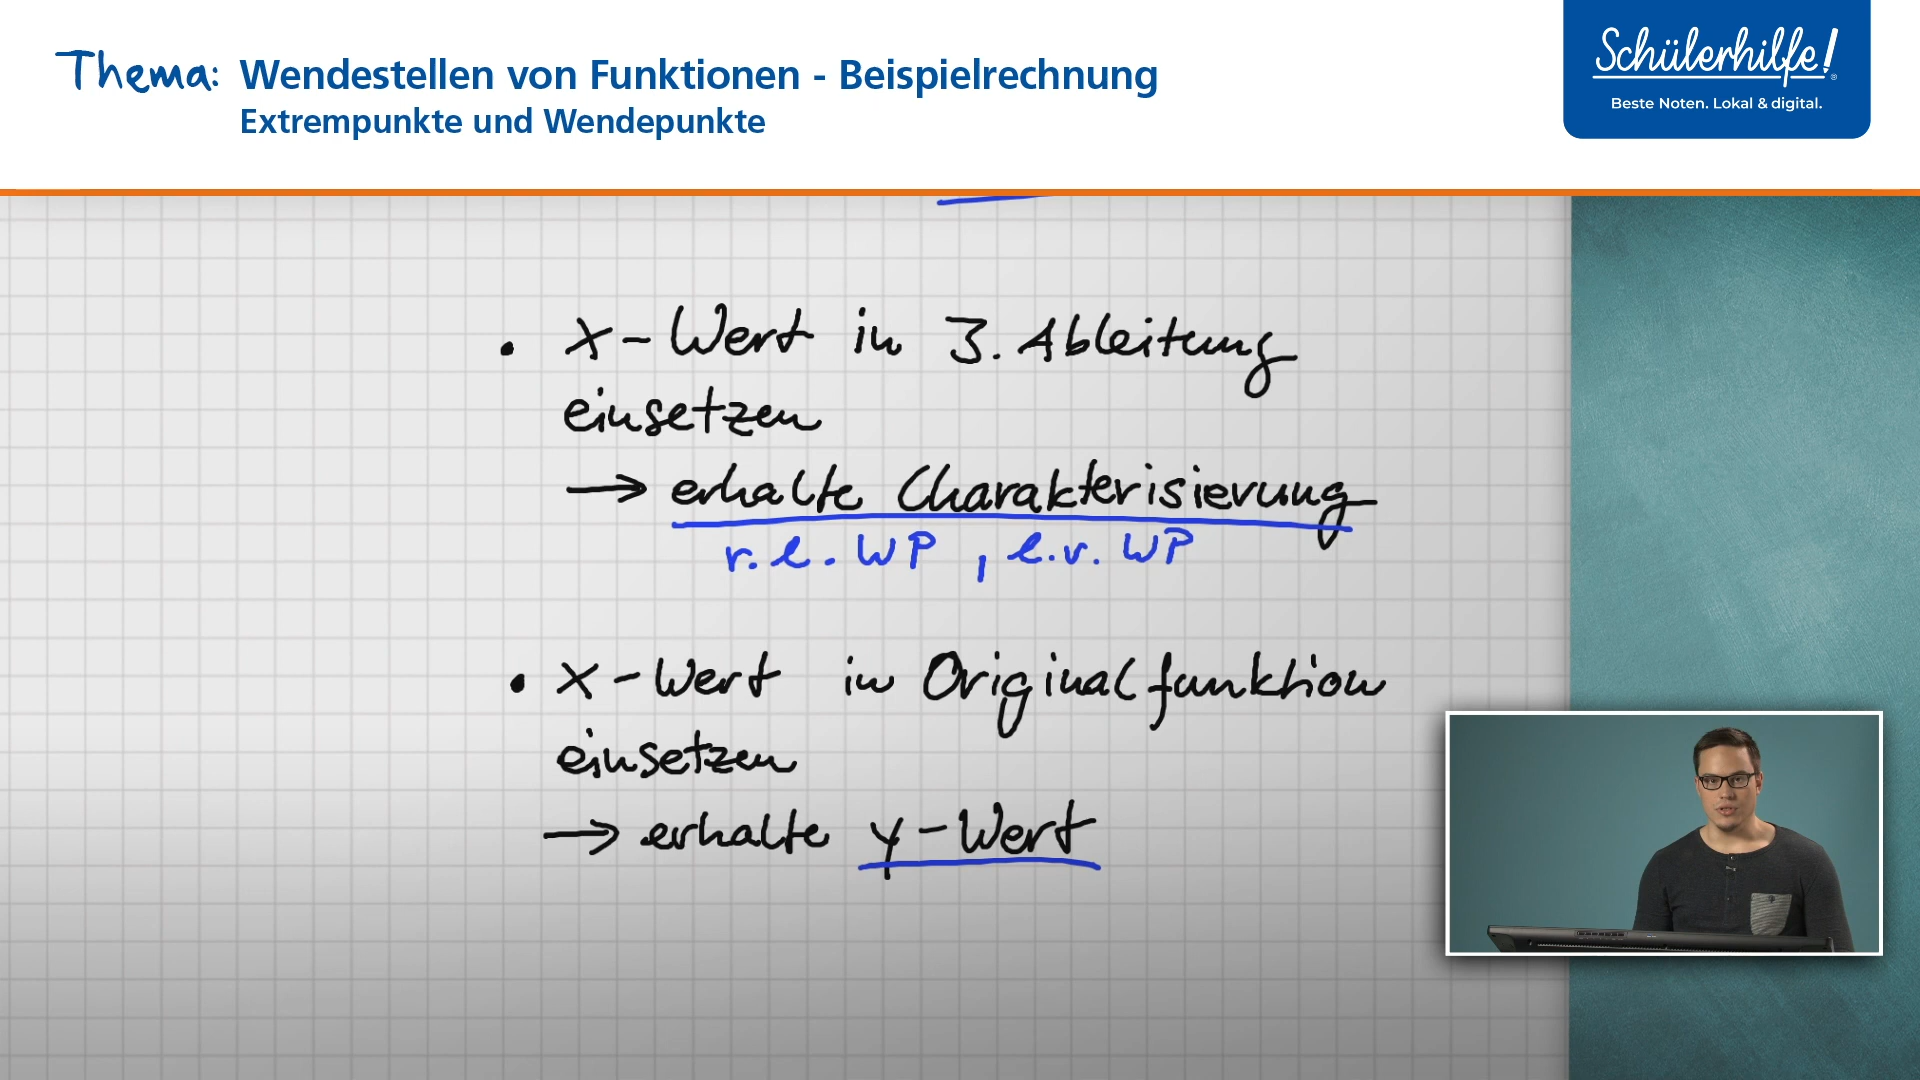 Thema: Wendestellen von Funktionen - Beispielrechnung
Extrempunkte und Wendepunkte
Schülerhilfe!
®
Beste Noten. Lokal & digital.
• x-Wert in 3. Ableitung
einsetzen
→ erhalte Charakterisierung
r.l. WP, l.r. WP
• x-Wert in Originalfunktion
einsetzen
→ erhalte y-Wert